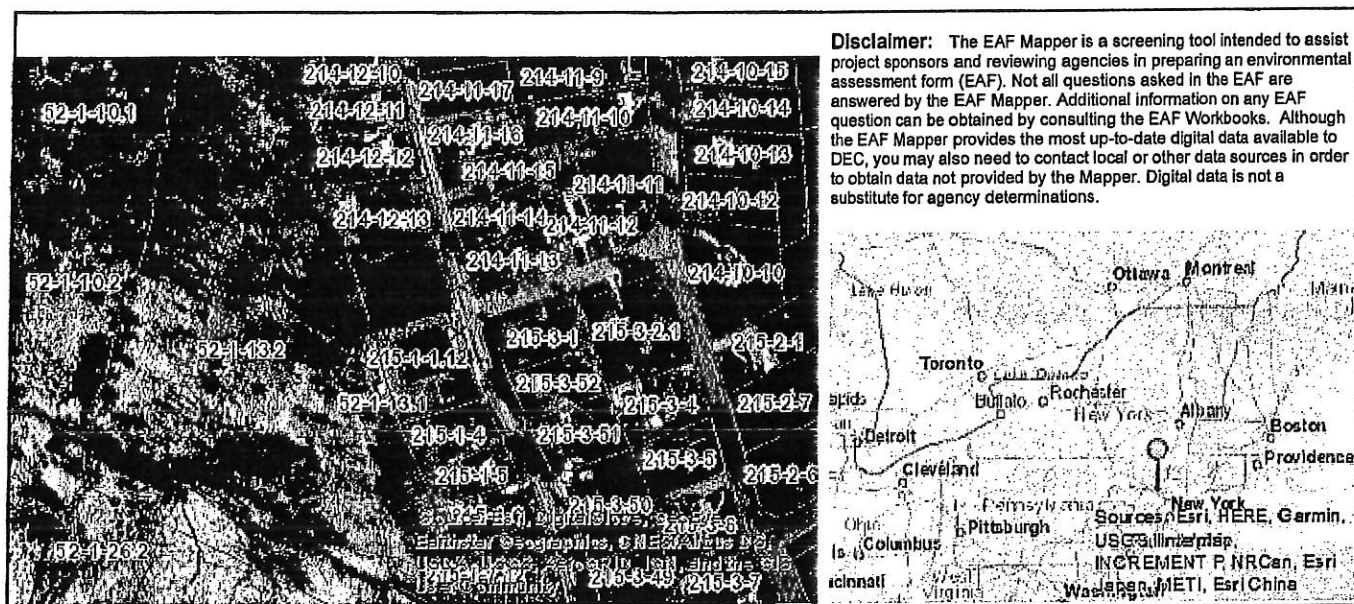 Disclaimer: The EAF Mapper is a screening tool intended to assist
project sponsors and reviewing agencies in preparing an environmental
assessment form (EAF). Not all questions asked in the EAF are
answered by the EAF Mapper. Additional information on any EAF
question can be obtained by consulting the EAF Workbooks. Although
the EAF Mapper provides the most up-to-date digital data available to
DEC, you may also need to contact local or other data sources in order
to obtain data not provided by the Mapper. Digital data is not a
substitute for agency determinations.
214-12-10
214-11-9
214-10-15
52-1-10.1
214-12-11
214-11-17
214-11-10
214-10-14
214-11-16
214-12-12
214-10-13
214-11-15
214-11-11
214-10-12
214-12-13
214-11-14
214-11-12
214-11-13
214-10-10
52-1-10.2
52-1-13.2
215-1-1.12
215-3-1
215-3-2.1
215-2-1
215-3-52
52-1-13.1
215-3-4
215-2-7
215-1-4
215-3-51
215-1-5
215-3-5
215-2-6
215-3-50
52-1-26.2
215-3-49
215-3-7
User Community
Ottawa
Montreal
Toronto
Rochester
Buffalo
New York
Albany
Boston
Detroit
Providence
Cleveland
Pennsylvania
New York
Pittsburgh
Columbus
Sources: Esri, HERE, Garmin,
INCREMENT P, NRCan, Esri
Japan, METI, Esri China